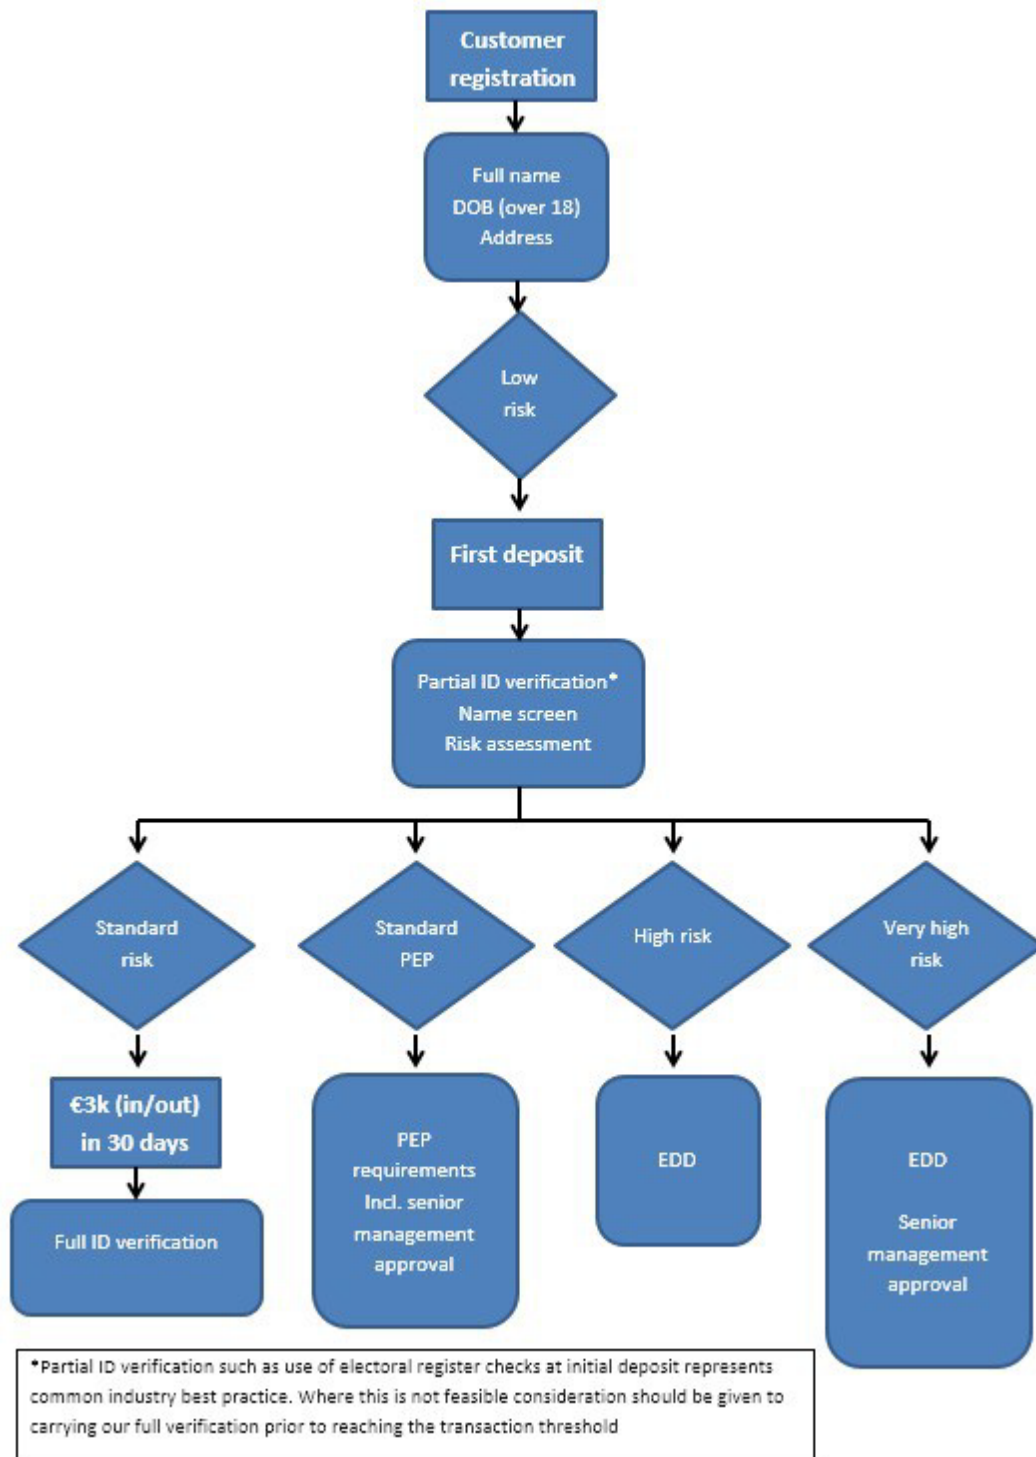 Customer
registration
Full name
DOB (over 18)
Address
Low
risk
First deposit
Partial ID verification*
Name screen
Risk assessment
Standard
risk
Standard
PEP
High risk
Very high
risk
€3k (in/out)
in 30 days
Full ID verification
PEP
requirements
Incl. senior
management
approval
EDD
EDD
Senior
management
approval
*Partial ID verification such as use of electoral register checks at initial deposit represents
common industry best practice. Where this is not feasible consideration should be given to
carrying our full verification prior to reaching the transaction threshold